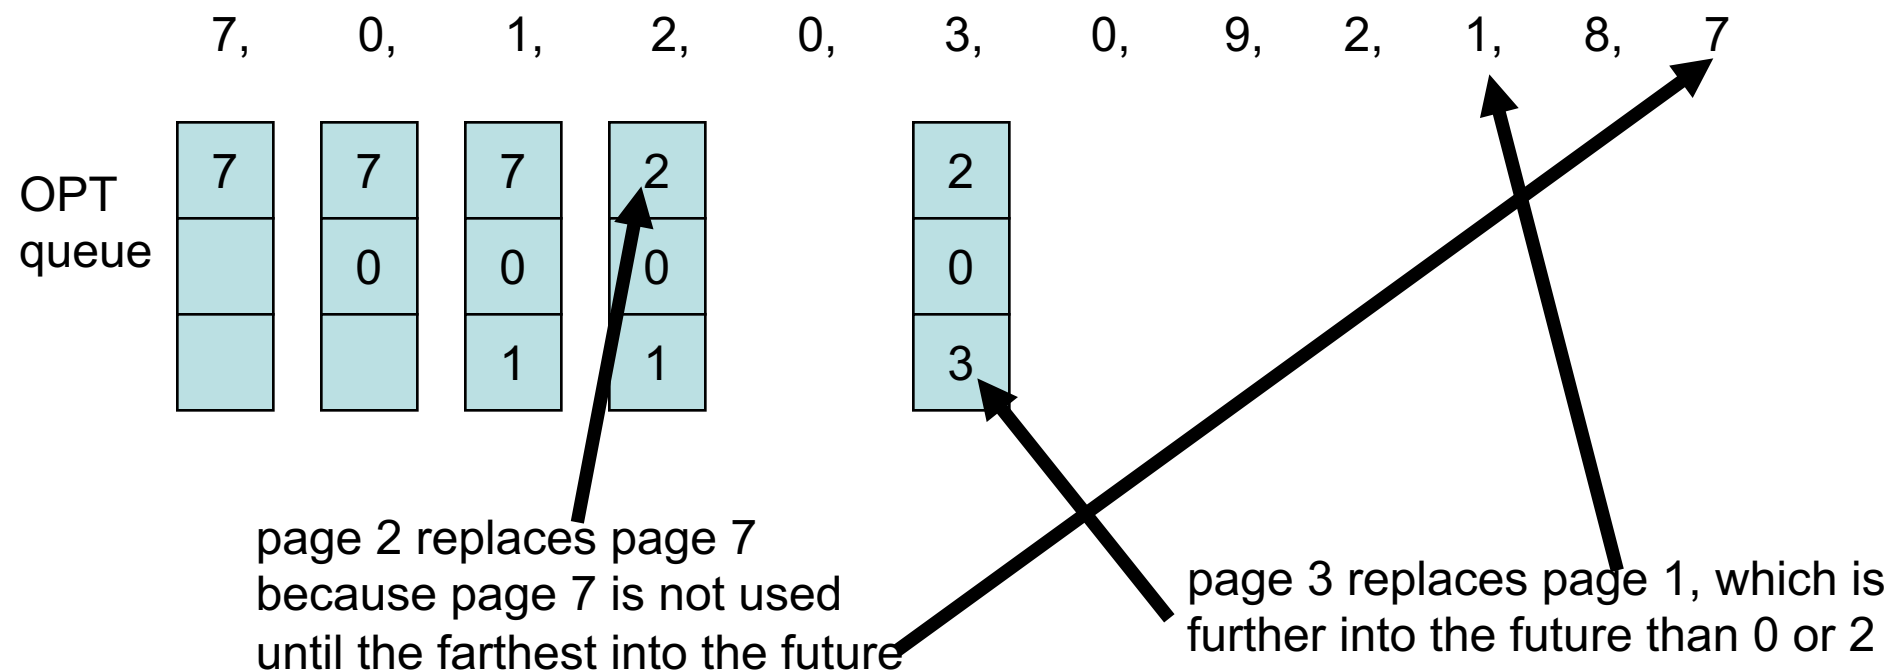 7, 0, 1, 2, 0, 3, 0, 9, 2, 1, 8, 7
OPT
queue
7 7 7 2 2
0 0 0 0
1 1 3
page 2 replaces page 7
because page 7 is not used
until the farthest into the future
page 3 replaces page 1, which is
further into the future than 0 or 2